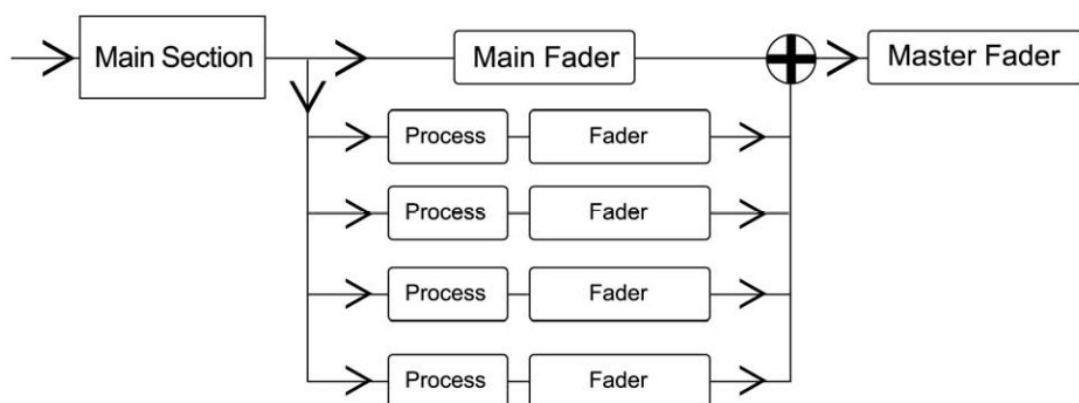 Main Section
Main Fader
Master Fader
Process
Fader
Process
Fader
Process
Fader
Process
Fader